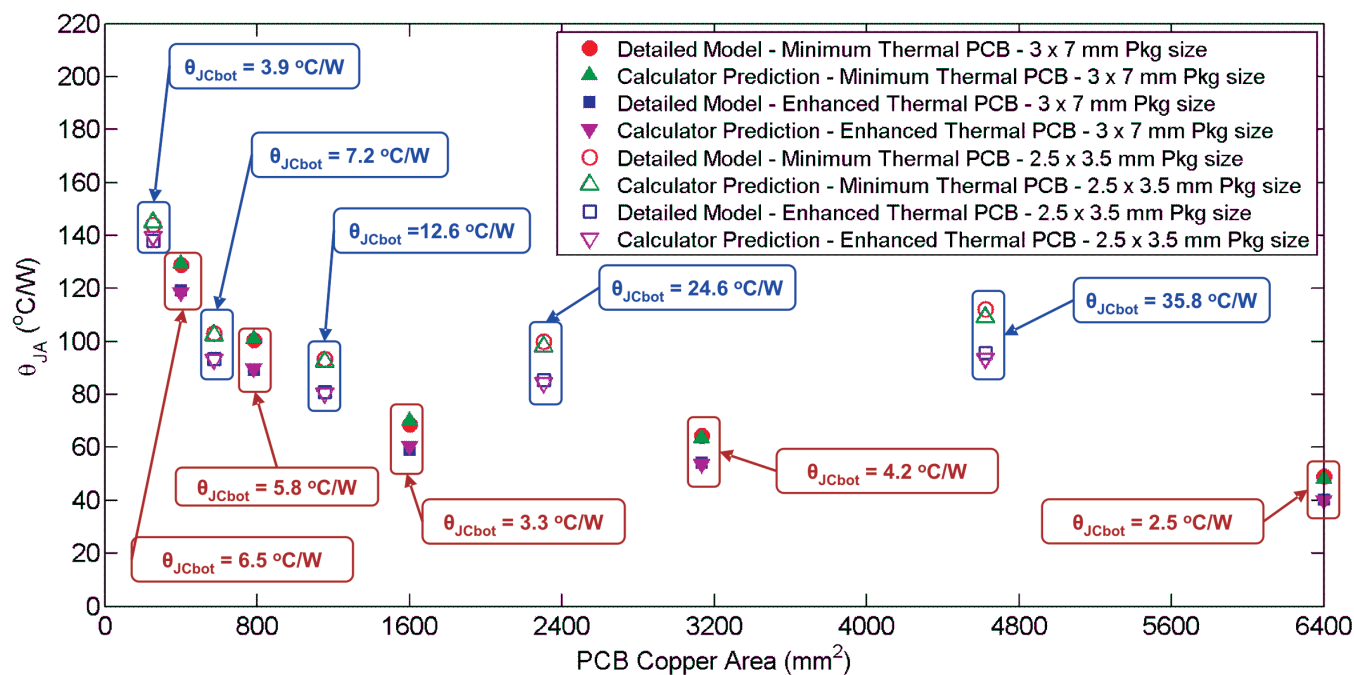 220
200
180
160
140
120
100
80
60
40
20
0
θJA (oC/W)
0
800
1600
2400
3200
4000
4800
5600
6400
PCB Copper Area (mm2)
Detailed Model - Minimum Thermal PCB - 3 x 7 mm Pkg size
Calculator Prediction - Minimum Thermal PCB - 3 x 7 mm Pkg size
Detailed Model - Enhanced Thermal PCB - 3 x 7 mm Pkg size
Calculator Prediction - Enhanced Thermal PCB - 3 x 7 mm Pkg size
Detailed Model - Minimum Thermal PCB - 2.5 x 3.5 mm Pkg size
Calculator Prediction - Minimum Thermal PCB - 2.5 x 3.5 mm Pkg size
Detailed Model - Enhanced Thermal PCB - 2.5 x 3.5 mm Pkg size
Calculator Prediction - Enhanced Thermal PCB - 2.5 x 3.5 mm Pkg size
θJCbot = 3.9 oC/W
θJCbot = 7.2 oC/W
θJCbot =12.6 oC/W
θJCbot = 24.6 oC/W
θJCbot = 35.8 oC/W
θJCbot = 6.5 oC/W
θJCbot = 5.8 oC/W
θJCbot = 3.3 oC/W
θJCbot = 4.2 oC/W
θJCbot = 2.5 oC/W